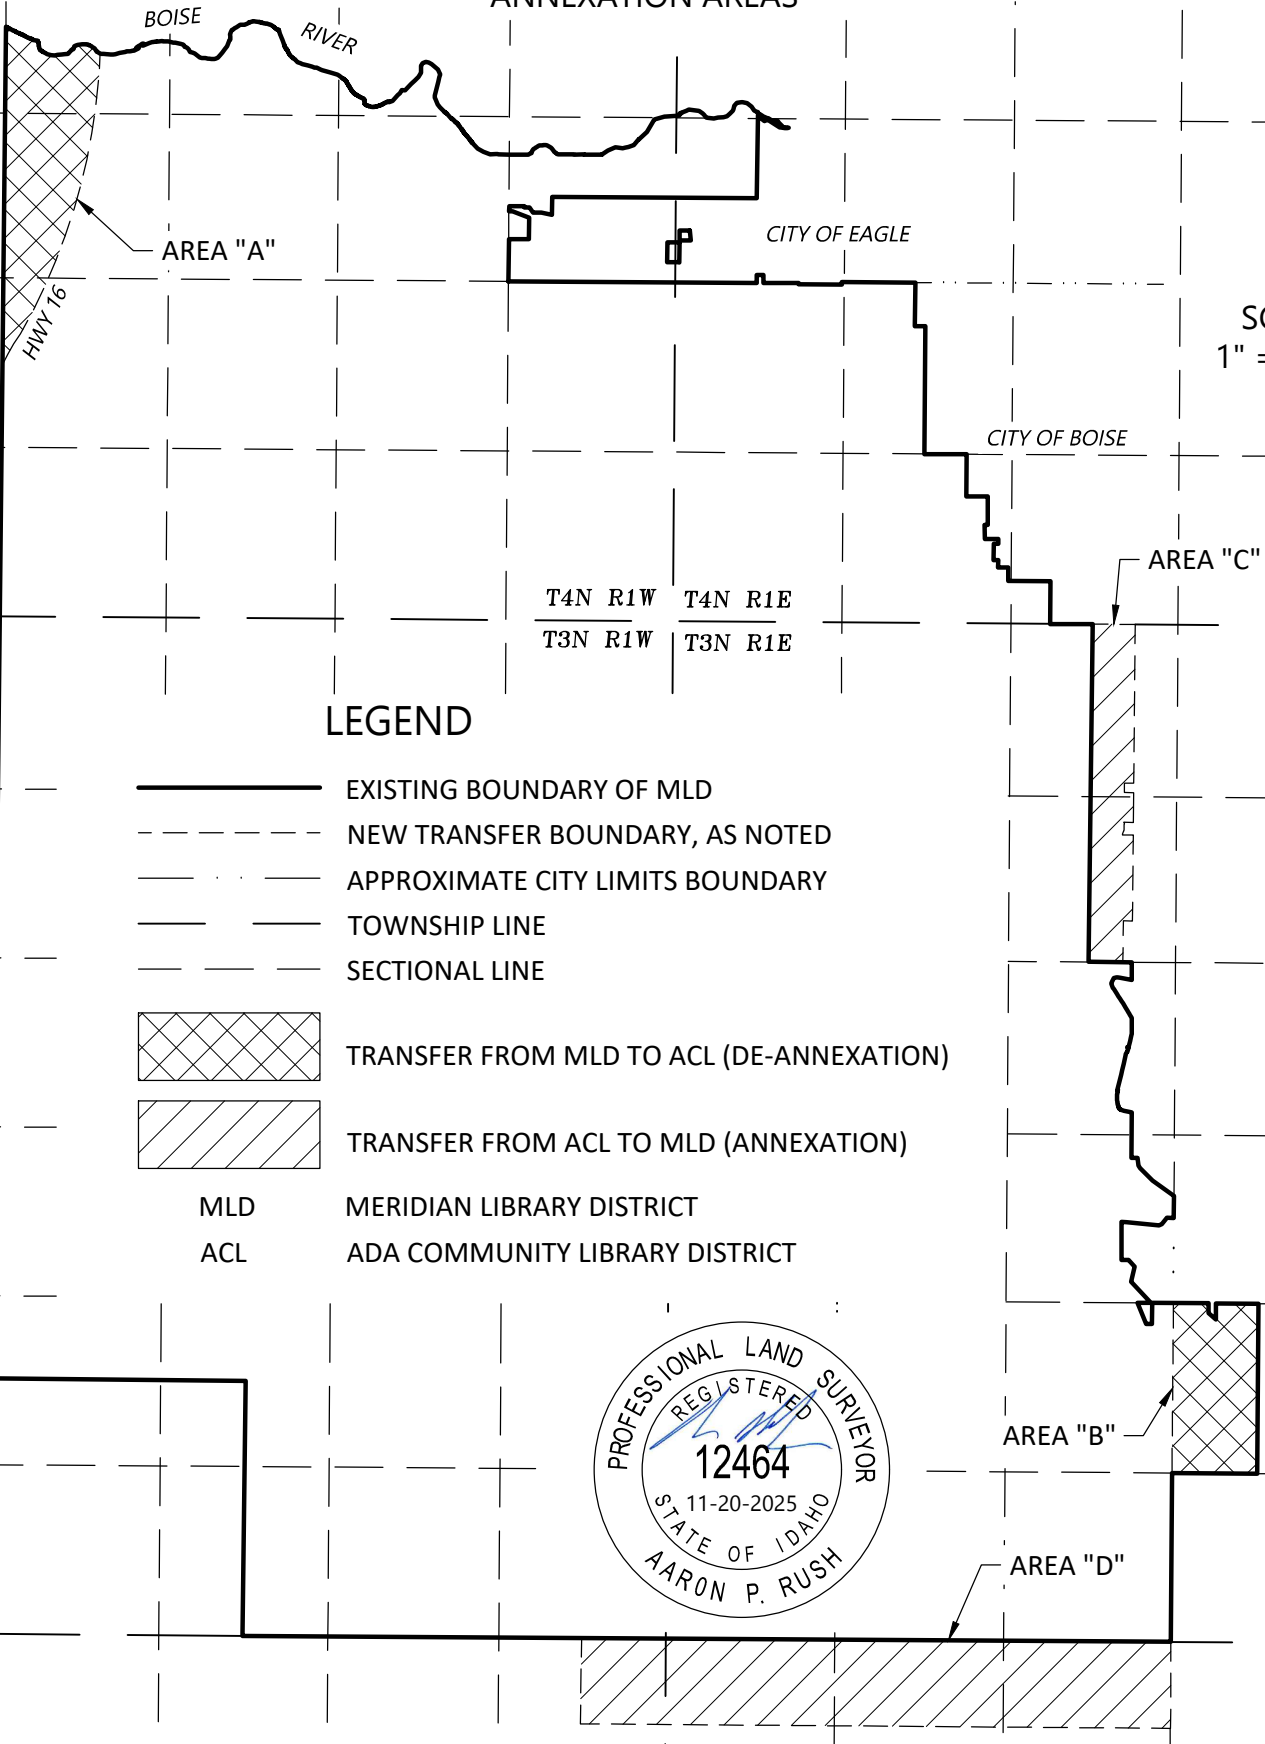 ANNEXATION AREAS
BOISE
RIVER
AREA "A"
CITY OF EAGLE
HWY 16
1" =
CITY OF BOISE
AREA "C"
T4N R1W T4N R1E
T3N R1W T3N R1E
LEGEND
EXISTING BOUNDARY OF MLD
NEW TRANSFER BOUNDARY, AS NOTED
APPROXIMATE CITY LIMITS BOUNDARY
TOWNSHIP LINE
SECTIONAL LINE
TRANSFER FROM MLD TO ACL (DE-ANNEXATION)
TRANSFER FROM ACL TO MLD (ANNEXATION)
MLD MERIDIAN LIBRARY DISTRICT
ACL ADA COMMUNITY LIBRARY DISTRICT
PROFESSIONAL LAND SURVEYOR
REGISTERED
12464
11-20-2025
STATE OF IDAHO
AARON P. RUSH
AREA "B"
AREA "D"